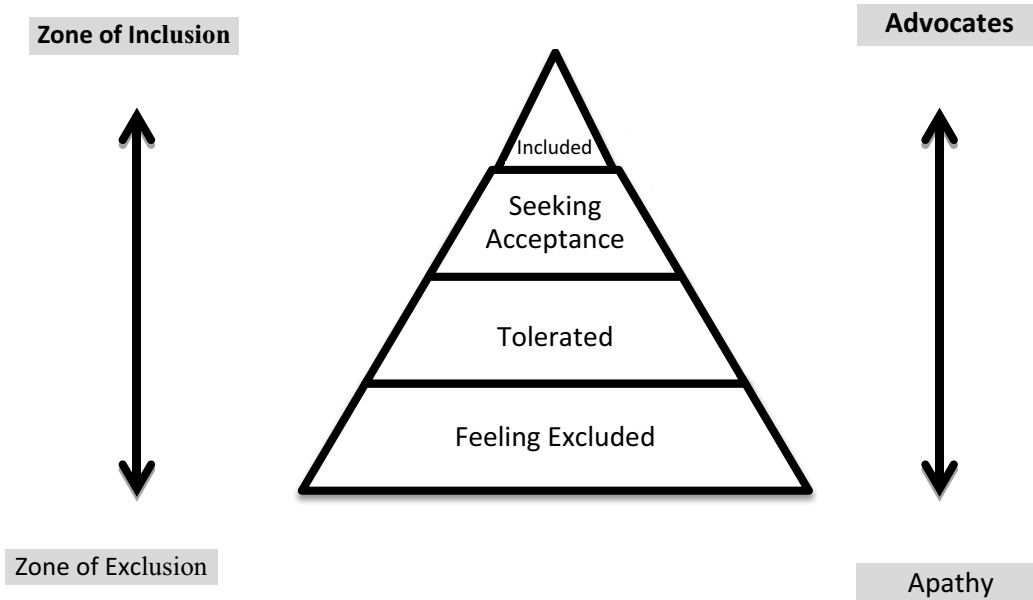 Zone of Inclusion
Advocates
Included
Seeking
Acceptance
Tolerated
Feeling Excluded
Zone of Exclusion
Apathy